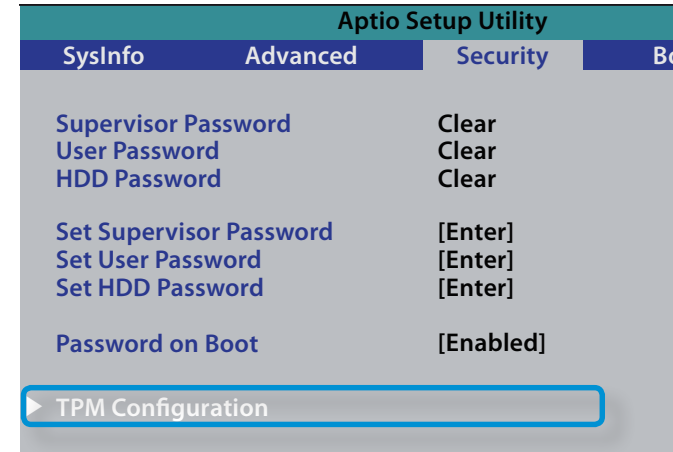 Aptio Setup Utility
SysInfo Advanced Security
Supervisor Password Clear
User Password Clear
HDD Password Clear
Set Supervisor Password [Enter]
Set User Password [Enter]
Set HDD Password [Enter]
Password on Boot [Enabled]
TPM Configuration